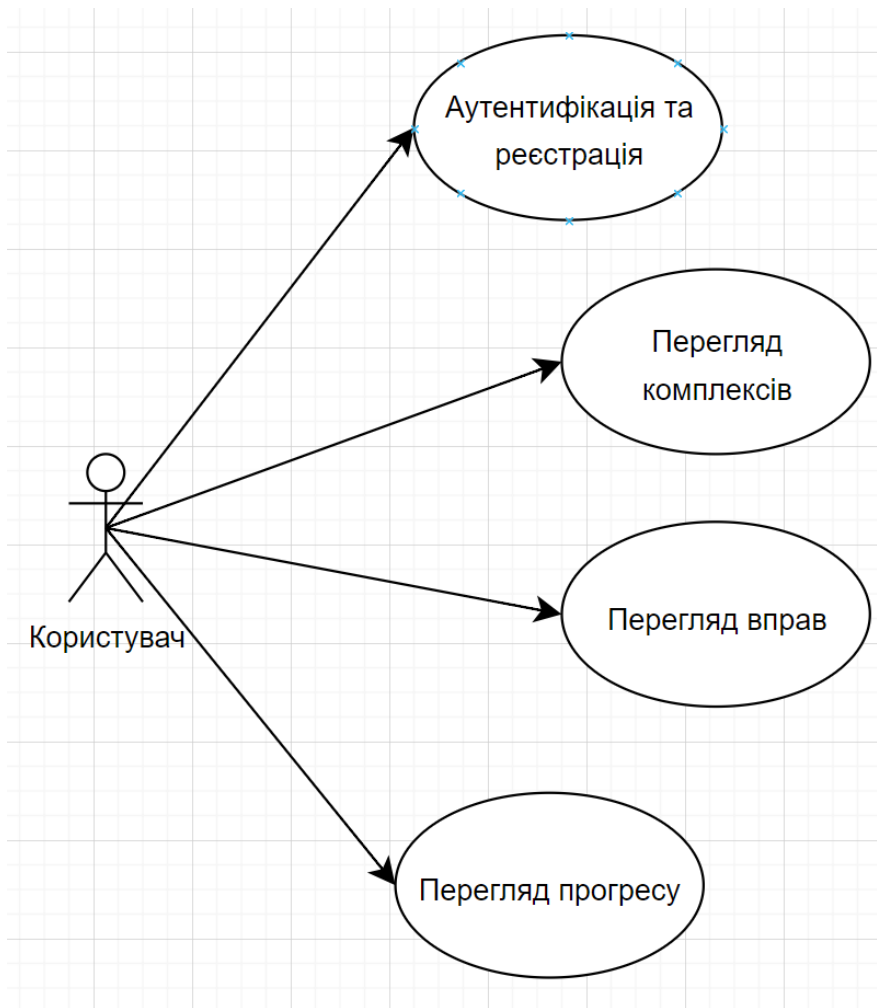 Аутентифікація та
реєстрація
Перегляд
комплексів
Перегляд вправ
Користувач
Перегляд прогресу